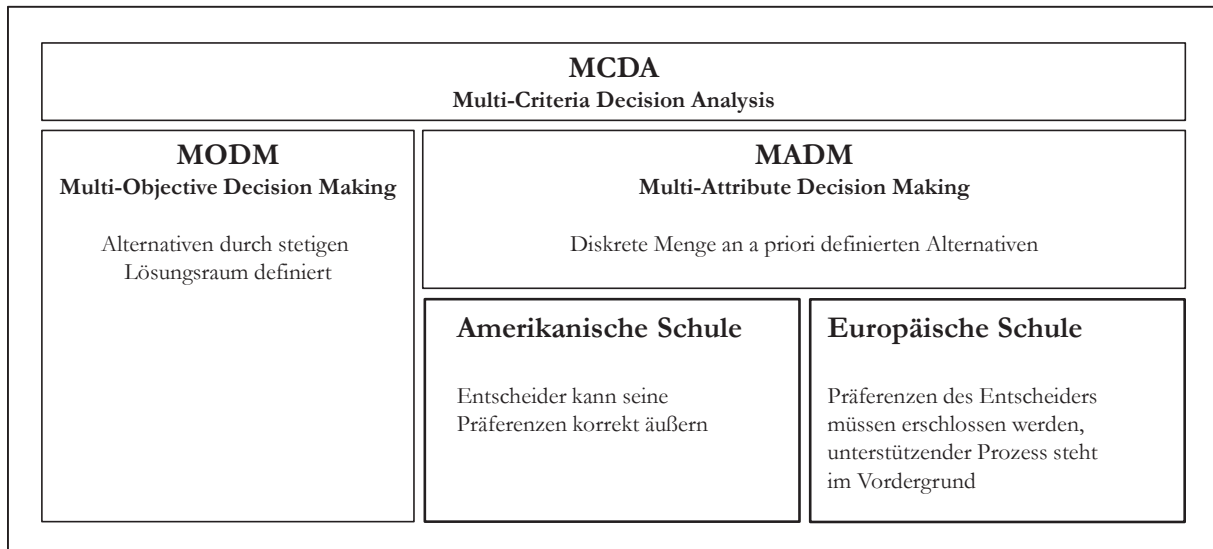 MCDA
Multi-Criteria Decision Analysis
MODM
Multi-Objective Decision Making
Alternativen durch stetigen
Lösungsraum definiert
MADM
Multi-Attribute Decision Making
Diskrete Menge an a priori definierten Alternativen
Amerikanische Schule
Entscheider kann seine
Präferenzen korrekt äußern
Europäische Schule
Präferenzen des Entscheiders
müssen erschlossen werden,
unterstützender Prozess steht
im Vordergrund